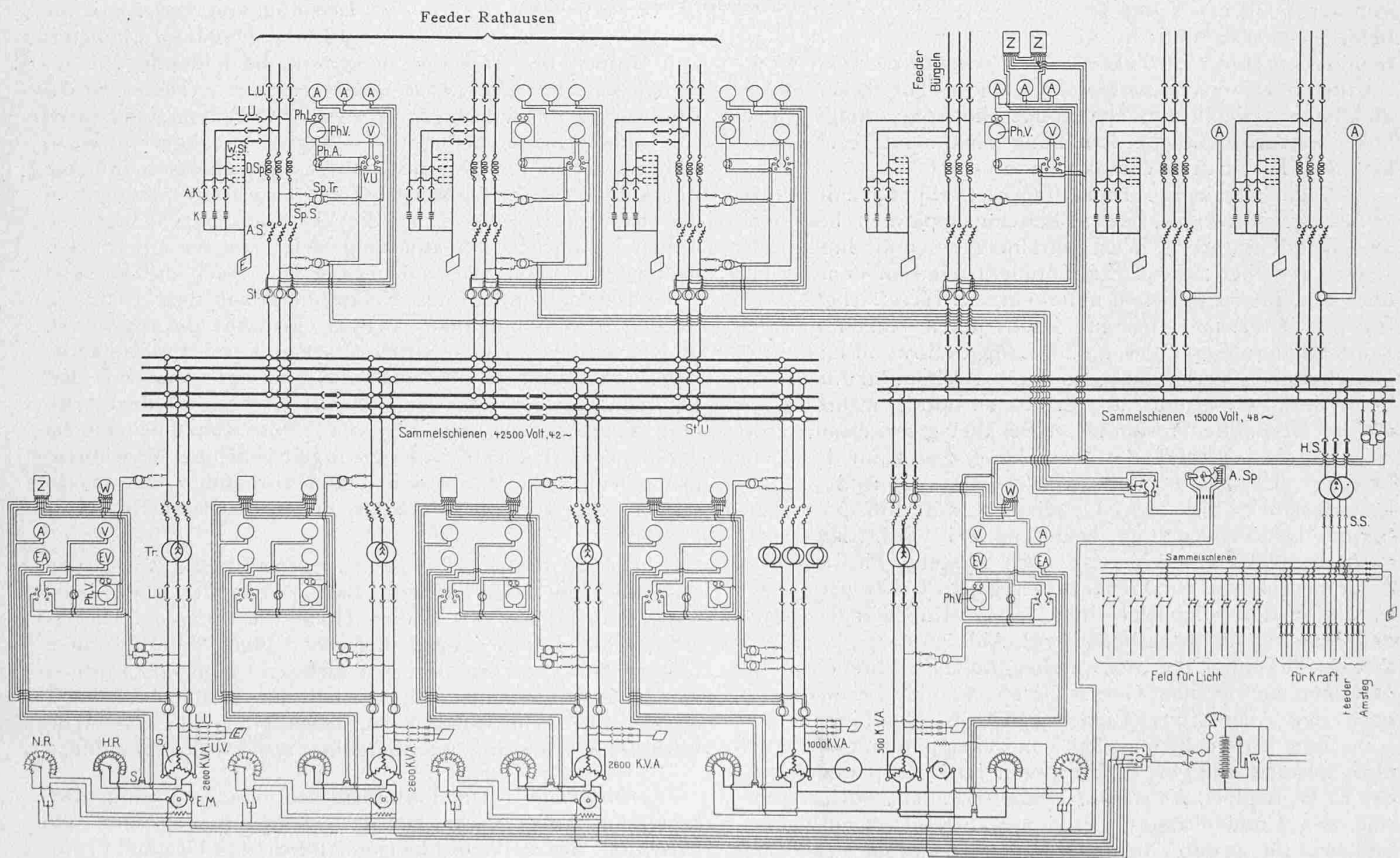 Feeder Rathausen
L.U.
L.U.
A A A
Ph.L.
Ph.V.
V
W.St.
D.Sp.
Ph.A.
V.U.
A.K.
Sp.Tr.
K
Sp.S.
A.S.
E
St.
Feeder Bürgeln
Z Z
A A A
Ph.V.
V
A
A
Sammelschienen 42500 Volt, 42~
St.U
Sammelschienen 15000 Volt, 48~
H.S.
A.Sp
S.S.
Z
W
A
V
EA
EV
Ph.V.
Tr.
L.U.
W
V
A
EV
EA
Ph.V.
Sammelschienen
Feld für Licht
für Kraft
Feeder Amsteg
L.U.
E
U.V.
G.
N.R.
H.R.
S.
2600 K.V.A.
E.M.
2600 K.V.A.
2600 K.V.A.
1000 K.V.A.
500 K.V.A.